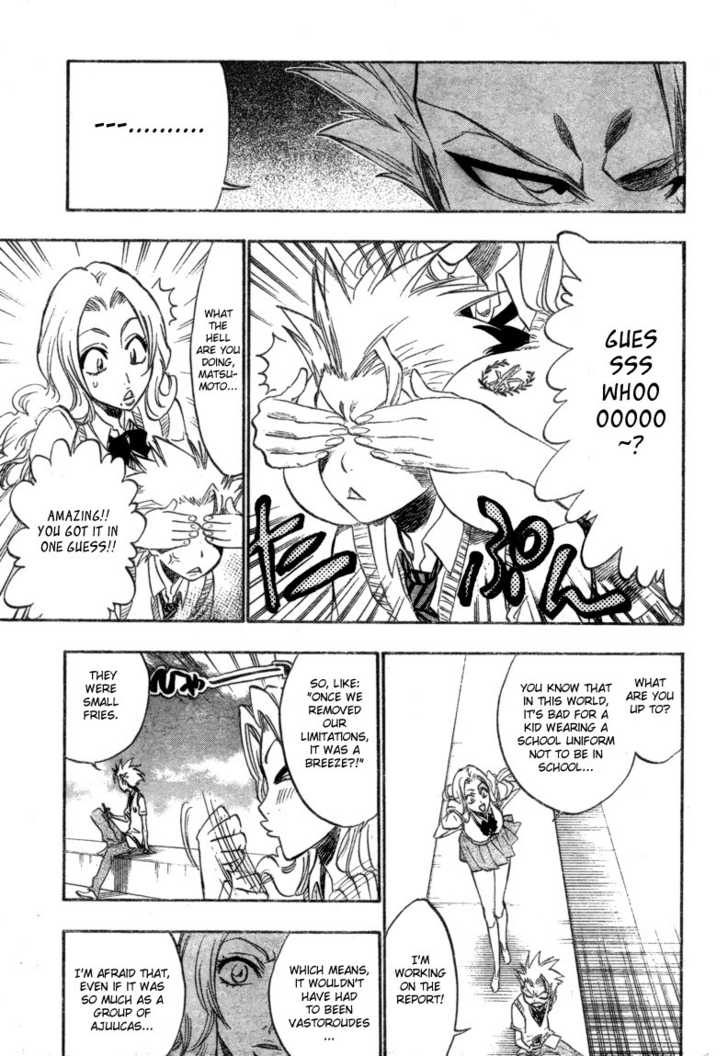 ---..........
GUES
SSS
WHOO
OOOOO
~?
たぷ〜ん
WHAT
THE
HELL
ARE YOU
DOING,
MATSU-
MOTO...
AMAZING!!
YOU GOT IT IN
ONE GUESS!!
WHAT
ARE YOU
UP TO?
YOU KNOW THAT
IN THIS WORLD,
IT'S BAD FOR A
KID WEARING A
SCHOOL UNIFORM
NOT TO BE IN
SCHOOL...
I'M
WORKING
ON THE
REPORT!
SO, LIKE:
"ONCE WE
REMOVED
OUR
LIMITATIONS,
IT WAS A
BREEZE?!"
THEY
WERE
SMALL
FRIES.
WHICH MEANS,
IT WOULDN'T
HAVE HAD
TO BEEN
VASTOROUDES
...
I'M AFRAID THAT,
EVEN IF IT WAS
SO MUCH AS A
GROUP OF
AJUUCAS...